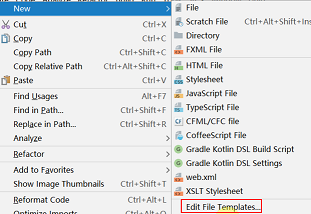 New
Cut Ctrl+X
Copy Ctrl+C
Copy Path Ctrl+Shift+C
Copy Relative Path Ctrl+Alt+Shift+C
Paste Ctrl+V
Find Usages Alt+F7
Find in Path... Ctrl+Shift+F
Replace in Path... Ctrl+Shift+R
Analyze
Refactor
Add to Favorites
Show Image Thumbnails Ctrl+Shift+T
Reformat Code Ctrl+Alt+L
Optimize Imports Ctrl+Alt+O
File
Scratch File Ctrl+Alt+Shift+Ins
Directory
FXML File
HTML File
Stylesheet
JavaScript File
TypeScript File
CFML/CFC file
CoffeeScript File
Gradle Kotlin DSL Build Script
Gradle Kotlin DSL Settings
web.xml
XSLT Stylesheet
Edit File Templates...